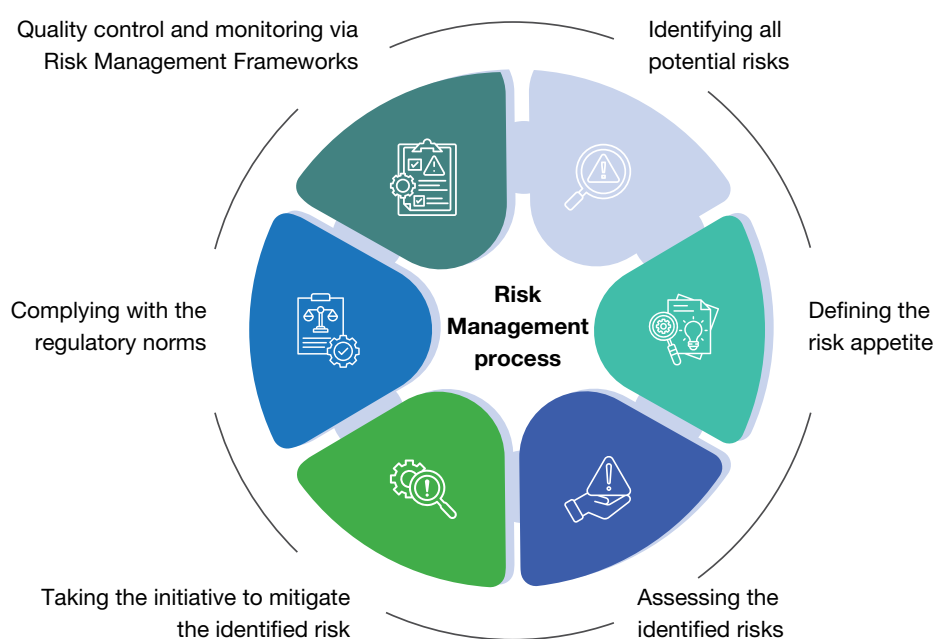 Quality control and monitoring via
Risk Management Frameworks
Identifying all
potential risks
Defining the
risk appetite
Assessing the
identified risks
Taking the initiative to mitigate
the identified risk
Complying with the
regulatory norms
Risk
Management
process